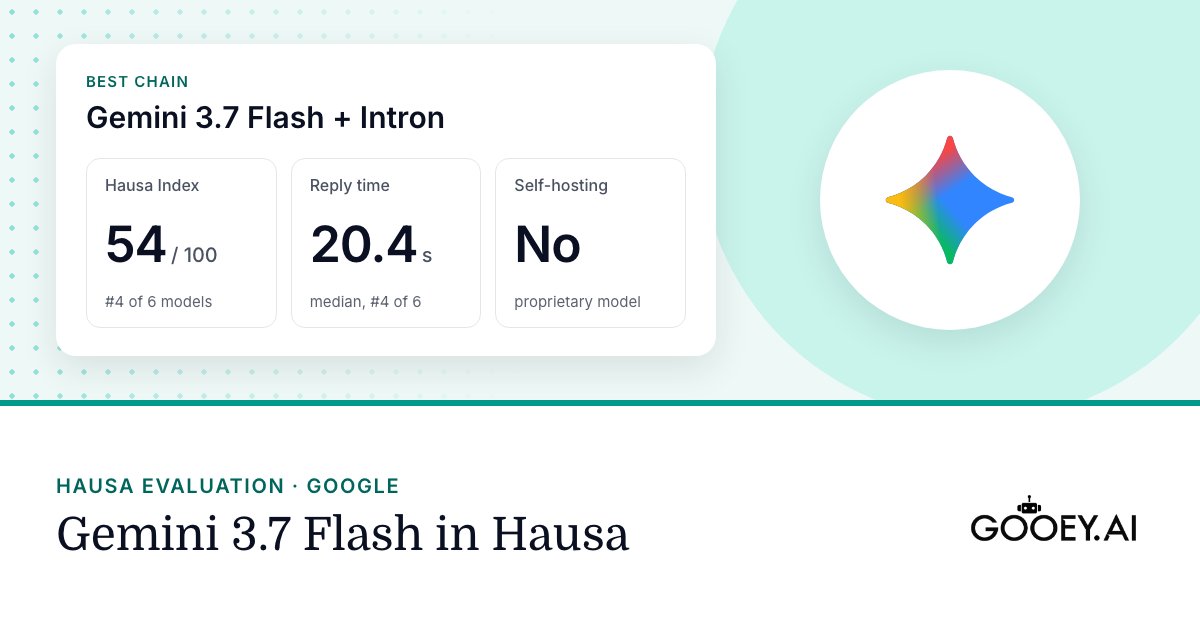 BEST CHAIN
Gemini 3.7 Flash + Intron
Hausa Index
54 / 100
#4 of 6 models
Reply time
20.4 s
median, #4 of 6
Self-hosting
No
proprietary model
HAUSA EVALUATION · GOOGLE
Gemini 3.7 Flash in Hausa
GOOEY.AI